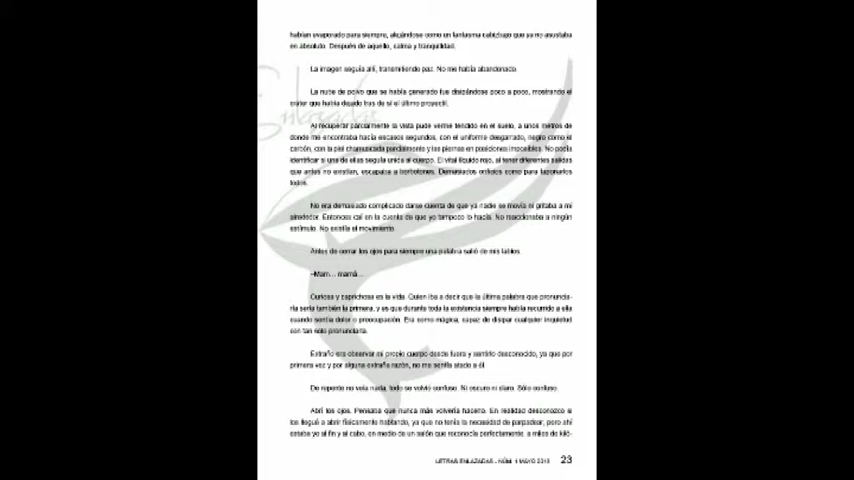 habían evaporado para siempre, alejándose como un fantasma cabizbajo que ya no asustaba
en absoluto. Después de aquello, calma y tranquilidad.
La imagen seguía allí, transmitiendo paz. No me había abandonado.
La nube de polvo que se había generado fue disipándose poco a poco, mostrando el
cráter que había dejado tras de sí el último proyectil.
Al recuperar parcialmente la vista pude verme tendido en el suelo, a unos metros de
donde me encontraba hacía escasos segundos, con el uniforme desgarrado, negro como el
carbón, con la piel chamuscada parcialmente y las piernas en posiciones imposibles. No podía
identificar si una de ellas seguía unida al cuerpo. El vital líquido rojo, al tener diferentes salidas
que antes no existían, escapaba a borbotones. Demasiados orificios como para taponarlos
todos.
No era demasiado complicado darse cuenta de que ya nadie se movía ni gritaba a mi
alrededor. Entonces caí en la cuenta de que yo tampoco lo hacía. No reaccionaba a ningún
estímulo. No existía el movimiento.
Antes de cerrar los ojos para siempre una palabra salió de mis labios.
–Mam… mamá…
Curiosa y caprichosa es la vida. Quien iba a decir que la última palabra que pronuncia-
ría sería también la primera, y es que durante toda la existencia siempre había recurrido a ella
cuando sentía dolor o preocupación. Era como mágica, capaz de disipar cualquier inquietud
con tan sólo pronunciarla.
Extraño era observar mi propio cuerpo desde fuera y sentirlo desconocido, ya que por
primera vez y por alguna extraña razón, no me sentía atado a él.
De repente no veía nada, todo se volvió confuso. Ni oscuro ni claro. Sólo confuso.
Abrí los ojos. Pensaba que nunca más volvería hacerlo. En realidad desconozco si
los llegué a abrir físicamente hablando, ya que no tenía la necesidad de parpadear, pero ahí
estaba yo al fin y al cabo, en medio de un salón que reconocía perfectamente, a miles de kiló-
LETRAS ENLAZADAS - NÚM. 1 MAYO 2013 23
Enlazadas